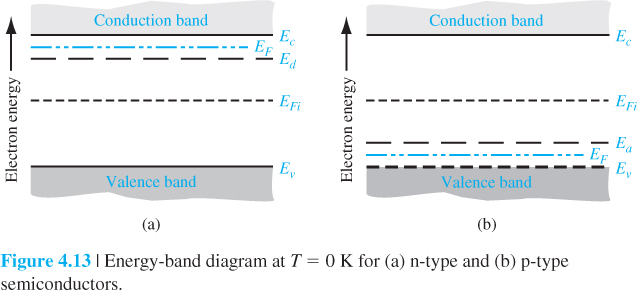 Conduction band
E_c
E_F
E_d
Electron energy
E_Fi
E_v
Valence band
(a)
Conduction band
E_c
Electron energy
E_Fi
E_a
E_F
E_v
Valence band
(b)
Figure 4.13 | Energy-band diagram at T = 0 K for (a) n-type and (b) p-type
semiconductors.